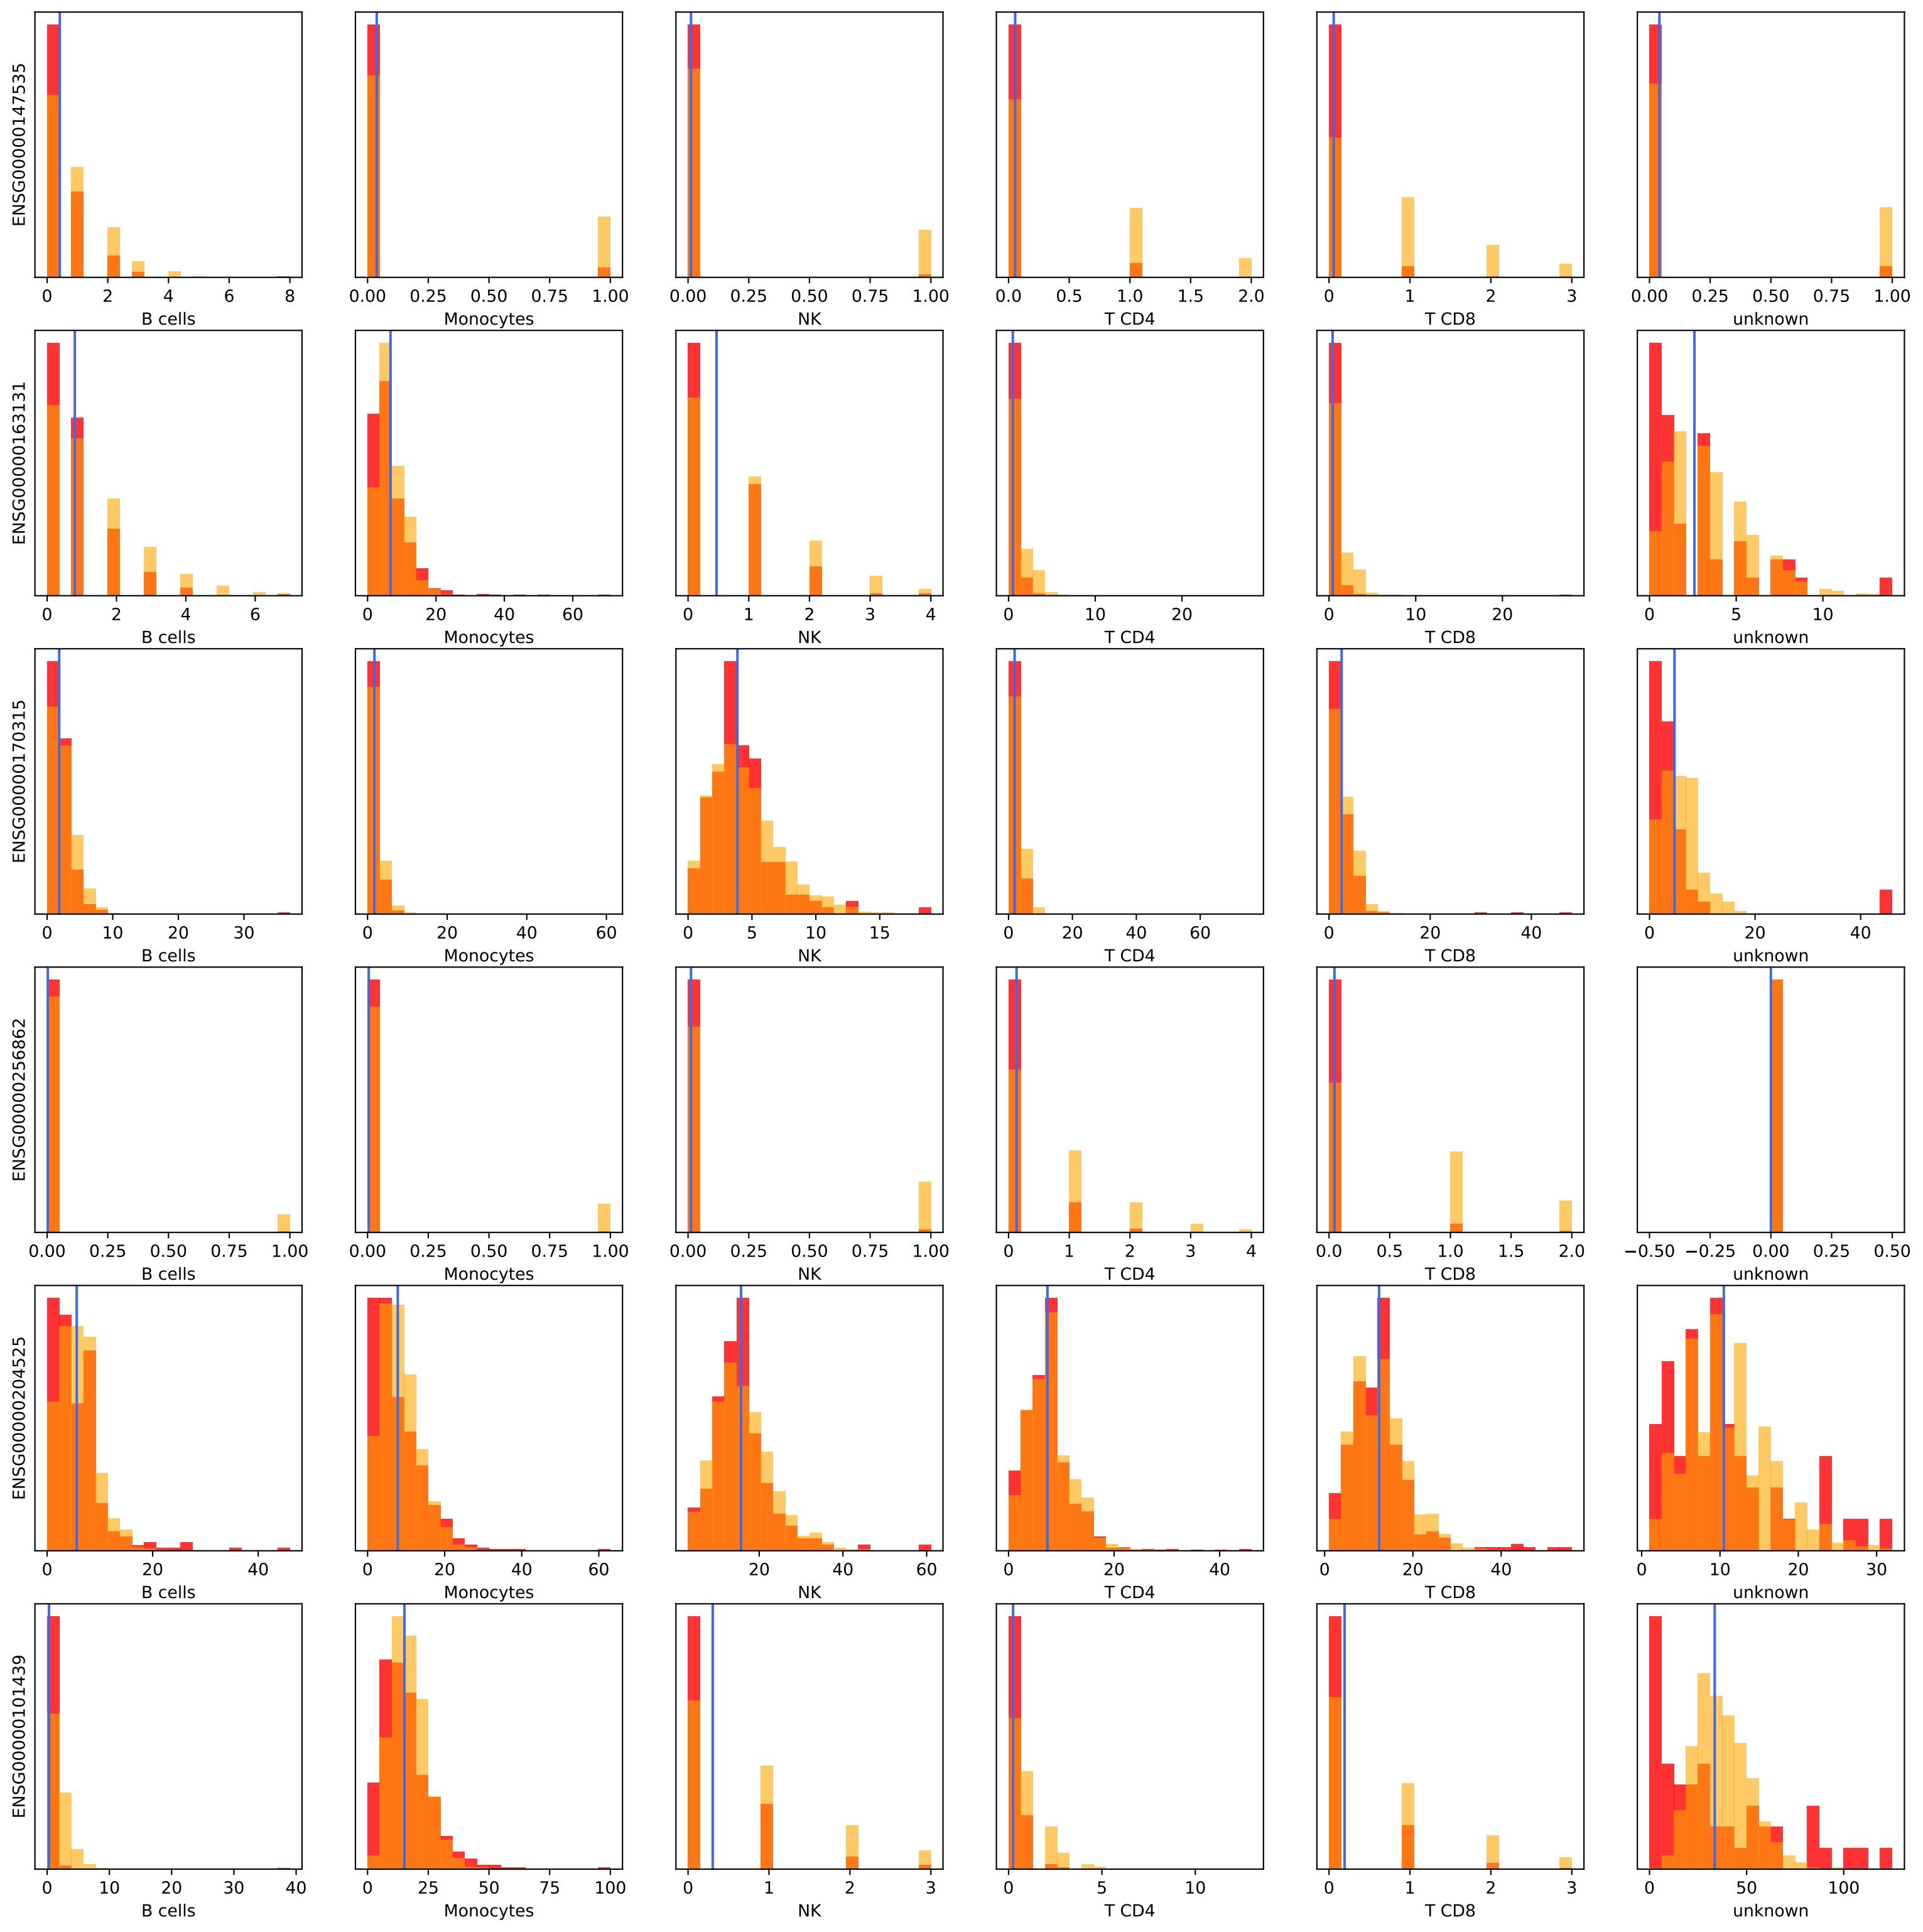 ENSG00000147535
0 2 4 6 8
0.00 0.25 0.50 0.75 1.00
0.00 0.25 0.50 0.75 1.00
0.0 0.5 1.0 1.5 2.0
0 1 2 3
0.00 0.25 0.50 0.75 1.00
B cells Monocytes NK T CD4 T CD8 unknown
ENSG00000163131
0 2 4 6
0 20 40 60
0 1 2 3 4
0 10 20
0 10 20
0 5 10
B cells Monocytes NK T CD4 T CD8 unknown
ENSG00000170315
0 10 20 30
0 20 40 60
0 5 10 15
0 20 40 60
0 20 40
0 20 40
B cells Monocytes NK T CD4 T CD8 unknown
ENSG00000256862
0.00 0.25 0.50 0.75 1.00
0.00 0.25 0.50 0.75 1.00
0.00 0.25 0.50 0.75 1.00
0 1 2 3 4
0.0 0.5 1.0 1.5 2.0
−0.50 −0.25 0.00 0.25 0.50
B cells Monocytes NK T CD4 T CD8 unknown
ENSG00000204525
0 20 40
0 20 40 60
20 40 60
0 20 40
0 20 40
0 10 20 30
B cells Monocytes NK T CD4 T CD8 unknown
ENSG00000101439
0 10 20 30 40
0 25 50 75 100
0 1 2 3
0 5 10
0 1 2 3
0 50 100
B cells Monocytes NK T CD4 T CD8 unknown